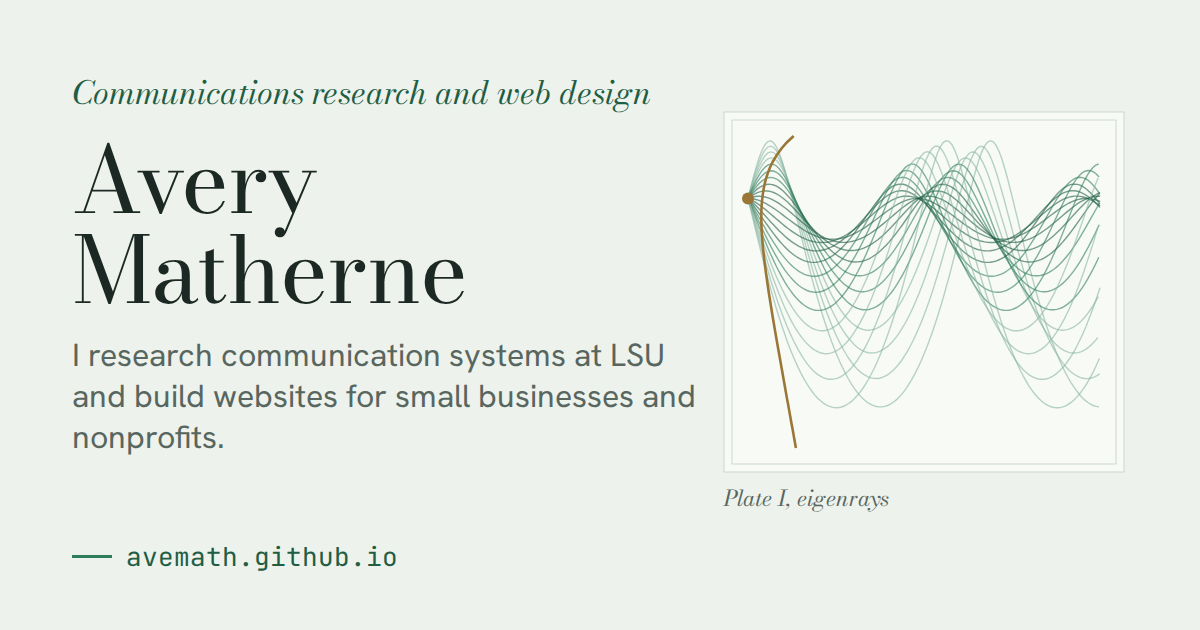 Communications research and web design
Avery
Matherne
I research communication systems at LSU
and build websites for small businesses and
nonprofits.
Plate I, eigenrays
avemath.github.io